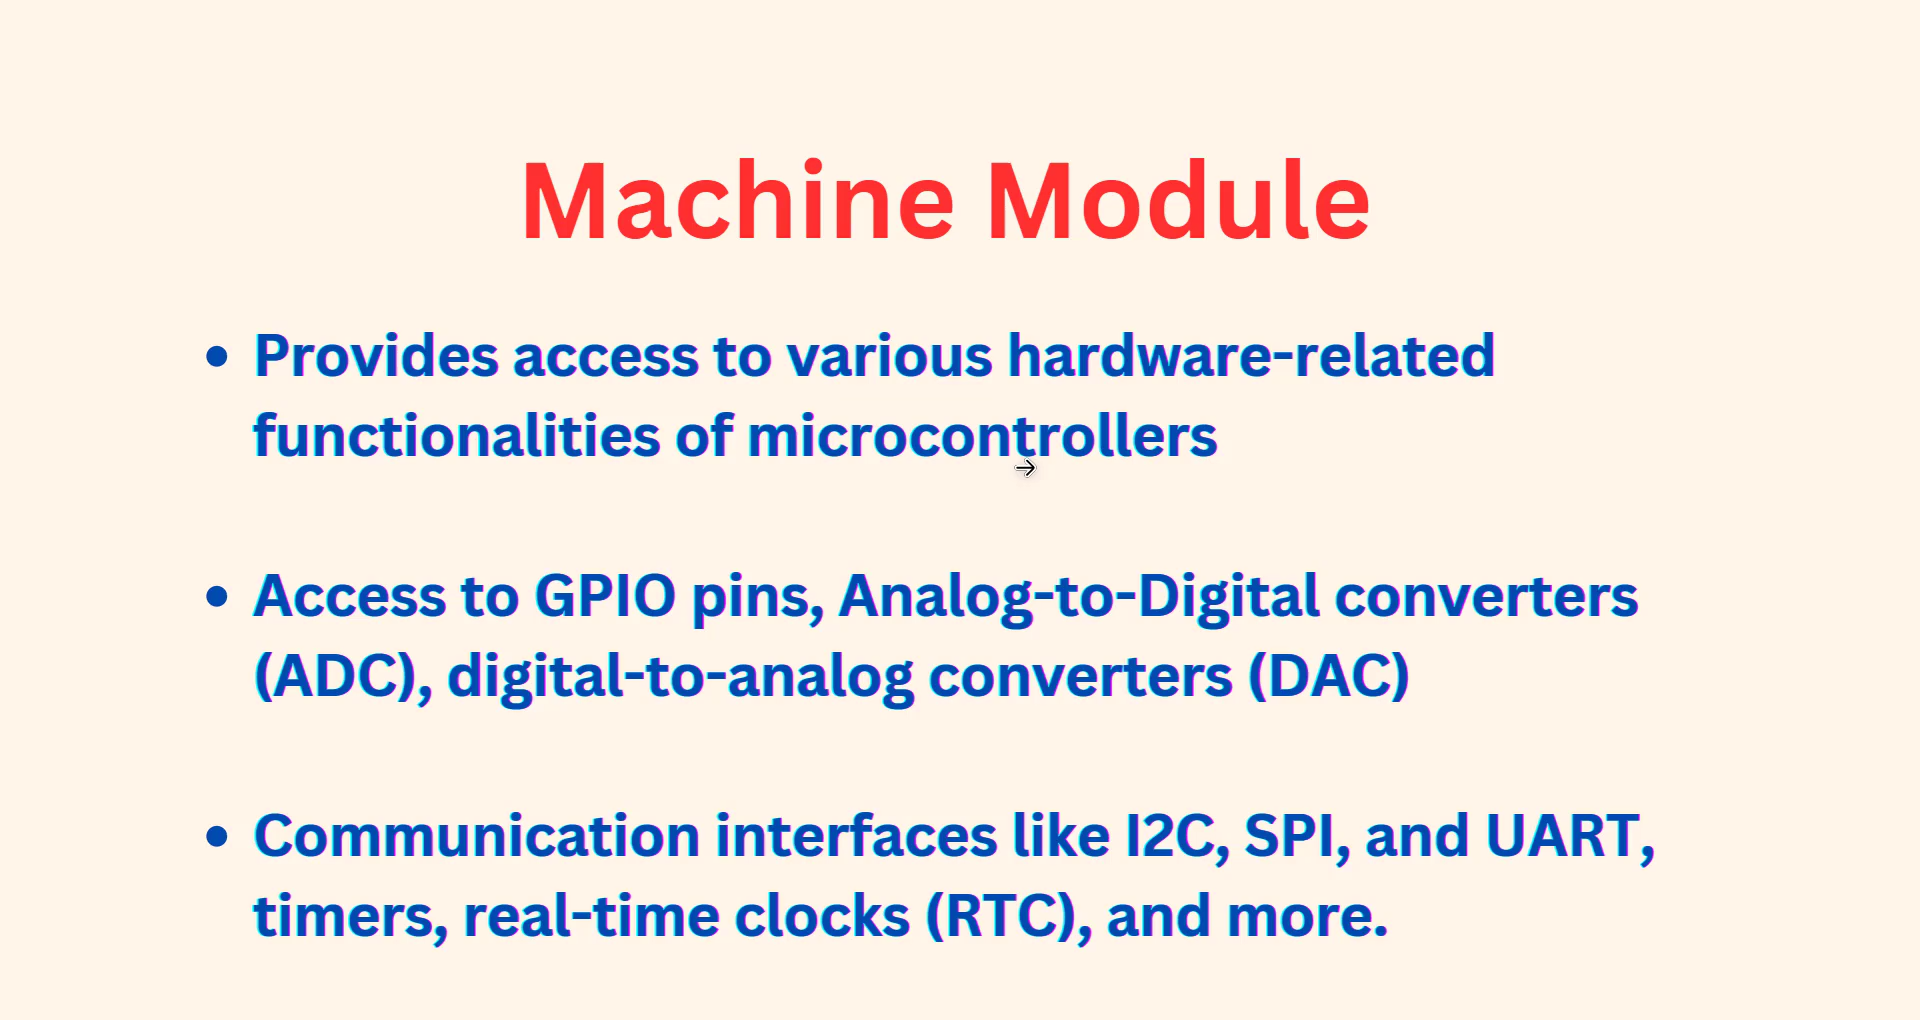 Machine Module
• Provides access to various hardware-related
functionalities of microcontrollers
• Access to GPIO pins, Analog-to-Digital converters
(ADC), digital-to-analog converters (DAC)
• Communication interfaces like I2C, SPI, and UART,
timers, real-time clocks (RTC), and more.